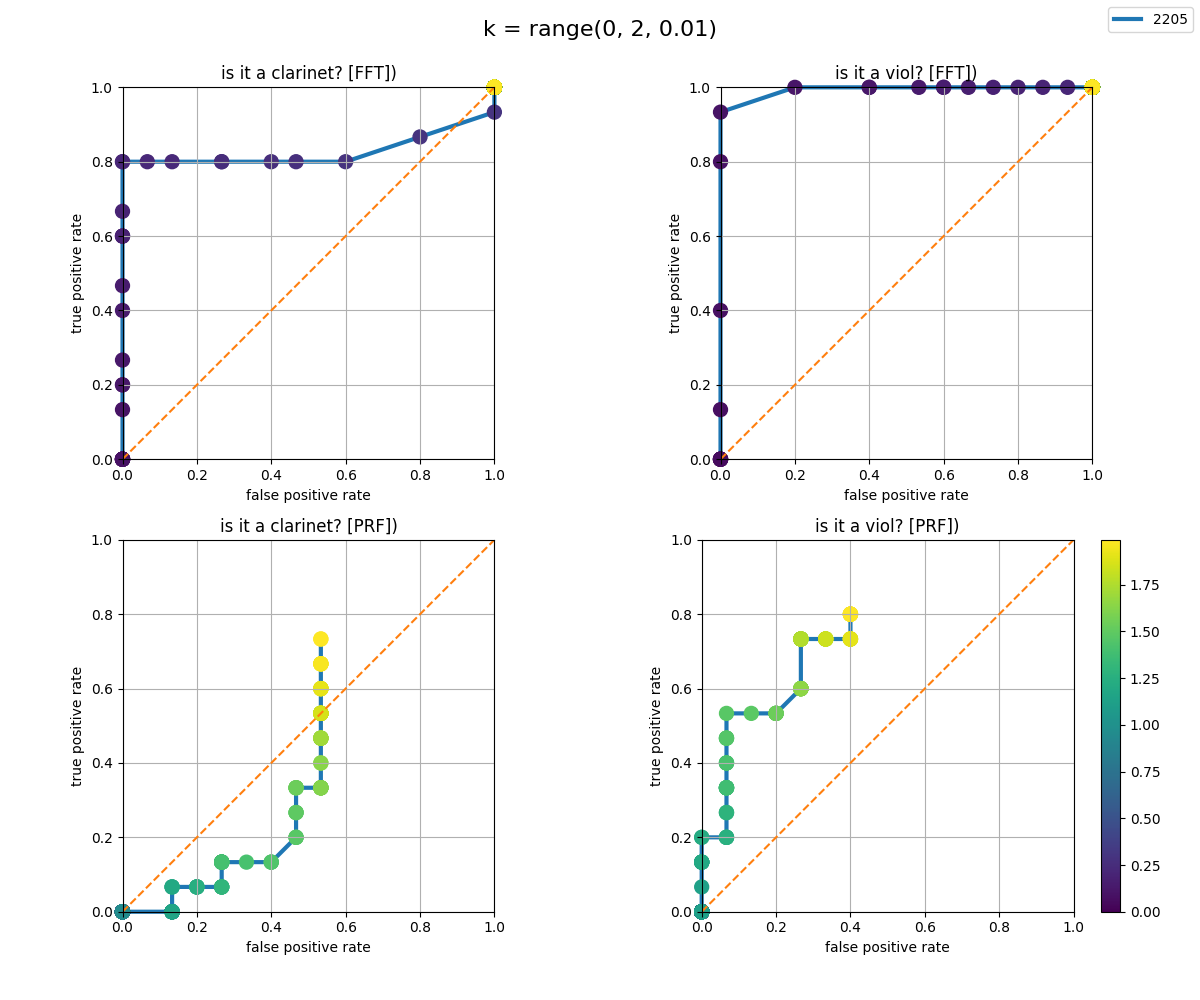 k = range(0, 2, 0.01)
2205
is it a clarinet? [FFT])
is it a viol? [FFT])
1.0
0.8
0.6
0.4
0.2
0.0
true positive rate
0.0 0.2 0.4 0.6 0.8 1.0
false positive rate
1.0
0.8
0.6
0.4
0.2
0.0
true positive rate
0.0 0.2 0.4 0.6 0.8 1.0
false positive rate
is it a clarinet? [PRF])
is it a viol? [PRF])
1.0
0.8
0.6
0.4
0.2
0.0
true positive rate
0.0 0.2 0.4 0.6 0.8 1.0
false positive rate
1.0
0.8
0.6
0.4
0.2
0.0
true positive rate
0.0 0.2 0.4 0.6 0.8 1.0
false positive rate
1.75
1.50
1.25
1.00
0.75
0.50
0.25
0.00